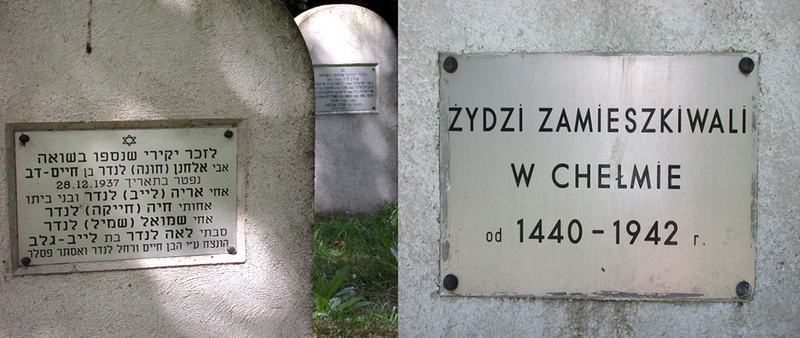 לזכר יקירי שנספו בשואה
אבי אלחנן (חונה) לנדר בן חיים-דב
נפטר בתאריך 28.12.1937
אחי אריה (לייב) לנדר ובני ביתו
אחותי חיה (חייקה) לנדר
אחי שמואל (שמיל) לנדר
סבתי לאה לנדר בת לייב-גלב
הונצח ע״י הבן חיים ורחל לנדר ואסתר פסלר
ŻYDZI ZAMIESZKIWALI
W CHEŁMIE
od 1440-1942 r.